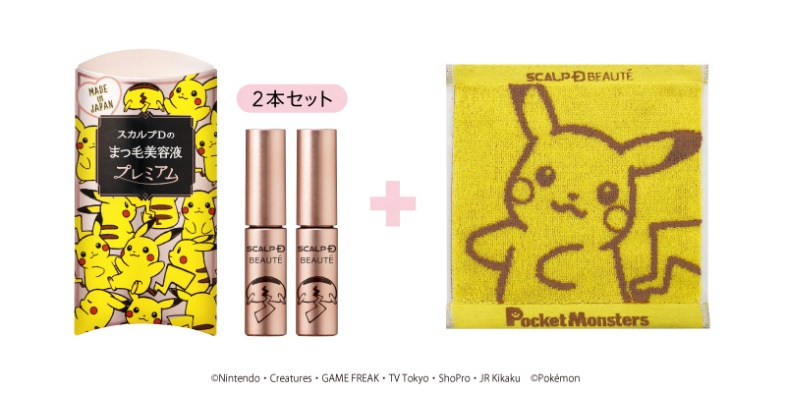 MADE
in
JAPAN
スカルプDの
まつ毛美容液
プレミアム
2本セット
SCALP-D
BEAUTÉ
SCALP-D
BEAUTÉ
SCALP-D BEAUTÉ
Pocket Monsters
©Nintendo・Creatures・GAME FREAK・TV Tokyo・ShoPro・JR Kikaku ©Pokémon